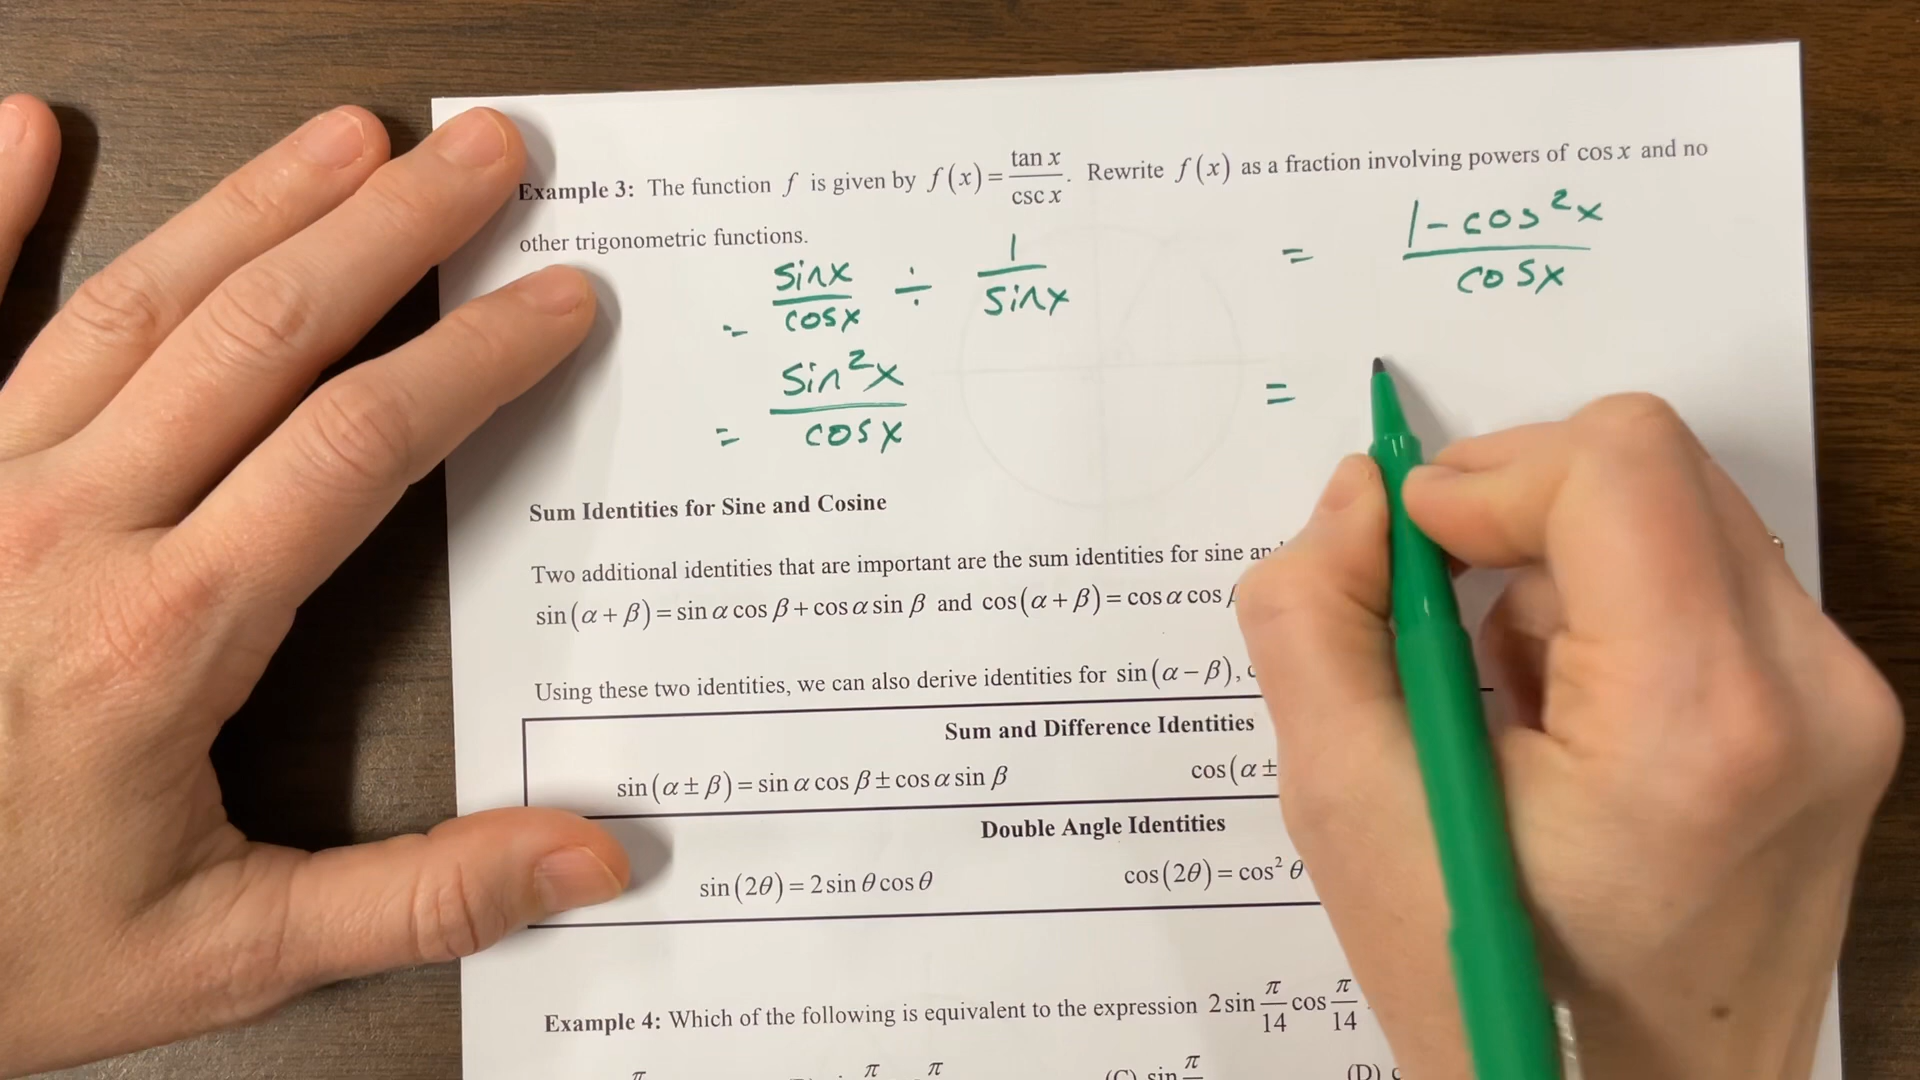 Example 3: The function f is given by f(x) = tan x / csc x. Rewrite f(x) as a fraction involving powers of cos x and no
other trigonometric functions.
= sinx / cosx ÷ 1 / sinx
= sin²x / cosx
= 1 - cos²x / cosx
=
Sum Identities for Sine and Cosine
Two additional identities that are important are the sum identities for sine
sin(α + β) = sin α cos β + cos α sin β and cos(α + β) = cos α cos
Using these two identities, we can also derive identities for sin(α − β),
Sum and Difference Identities
sin(α ± β) = sin α cos β ± cos α sin β cos(α ±
Double Angle Identities
sin(2θ) = 2 sin θ cos θ cos(2θ) = cos² θ
Example 4: Which of the following is equivalent to the expression 2 sin π/14 cos π/14
π π π (C) sin π (D)